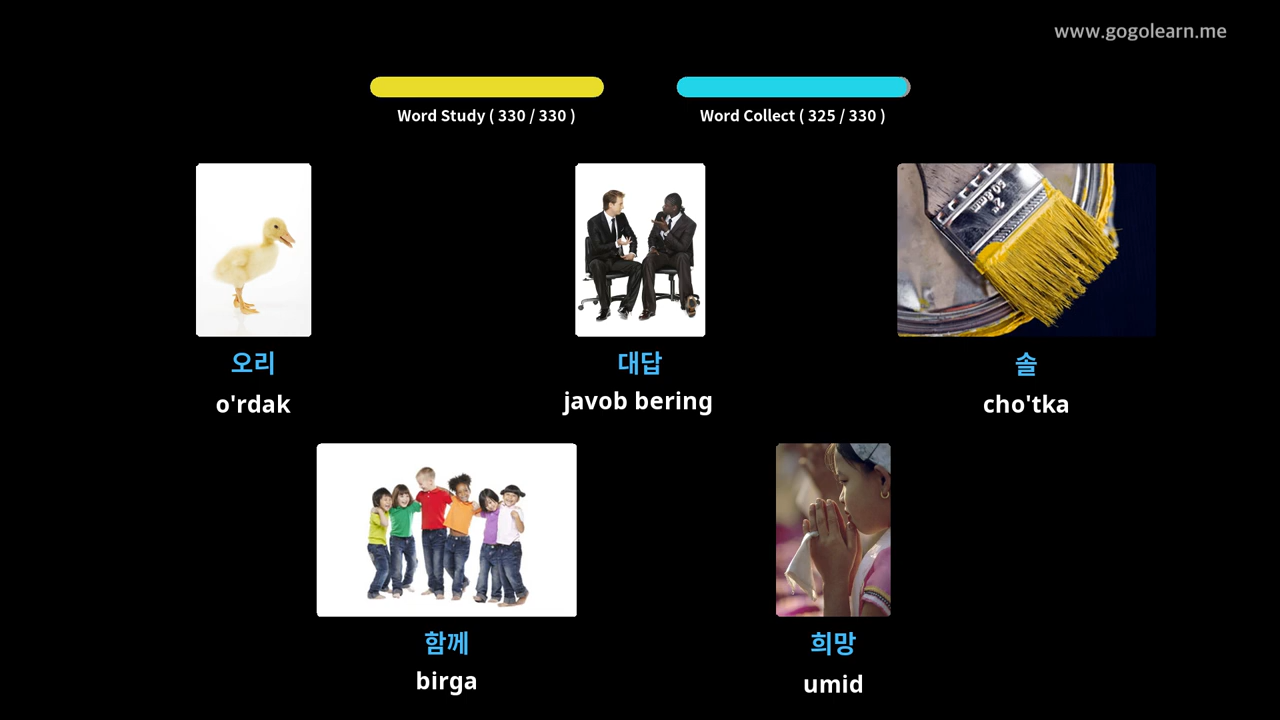 www.gogolearn.me
Word Study ( 330 / 330 )
Word Collect ( 325 / 330 )
오리
o'rdak
대답
javob bering
솔
cho'tka
함께
birga
희망
umid